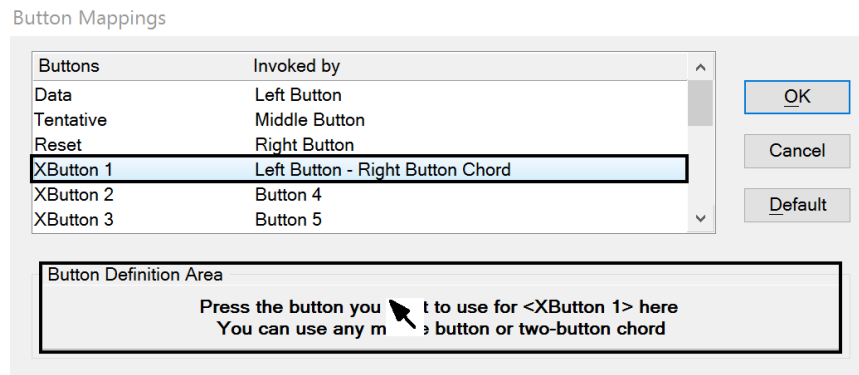 Button Mappings
Buttons Invoked by
Data Left Button
Tentative Middle Button
Reset Right Button
XButton 1 Left Button - Right Button Chord
XButton 2 Button 4
XButton 3 Button 5
OK
Cancel
Default
Button Definition Area
Press the button you to use for <XButton 1> here
You can use any button or two-button chord